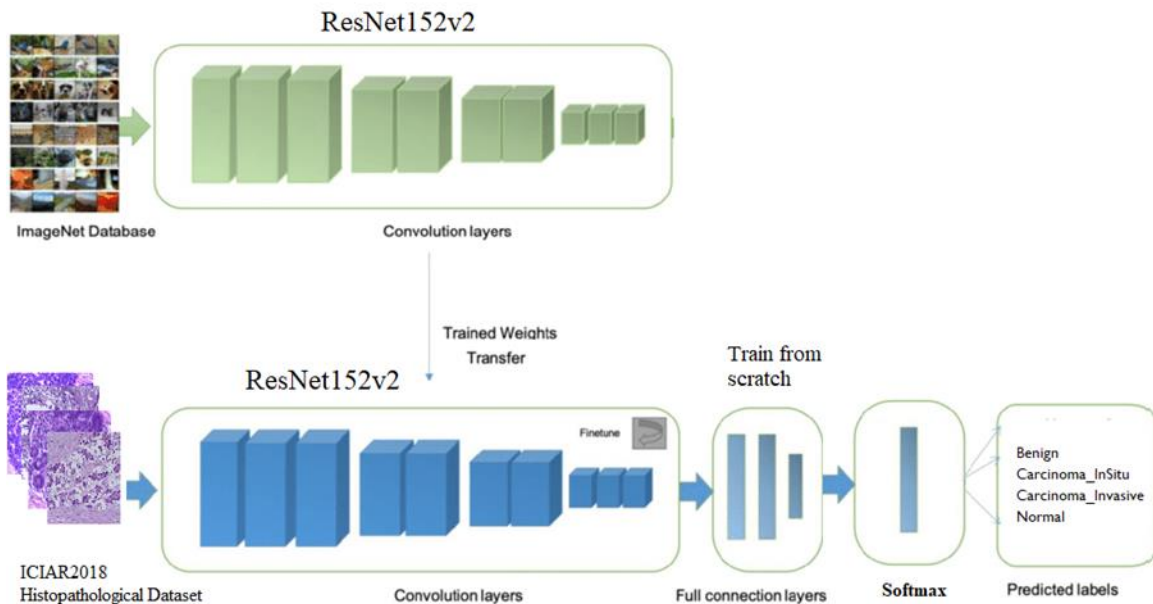 ResNet152v2
ImageNet Database
Convolution layers
Trained Weights
Transfer
ResNet152v2
Train from
scratch
Finetune
Benign
Carcinoma_InSitu
Carcinoma_Invasive
Normal
ICIAR2018
Histopathological Dataset
Convolution layers
Full connection layers
Softmax
Predicted labels